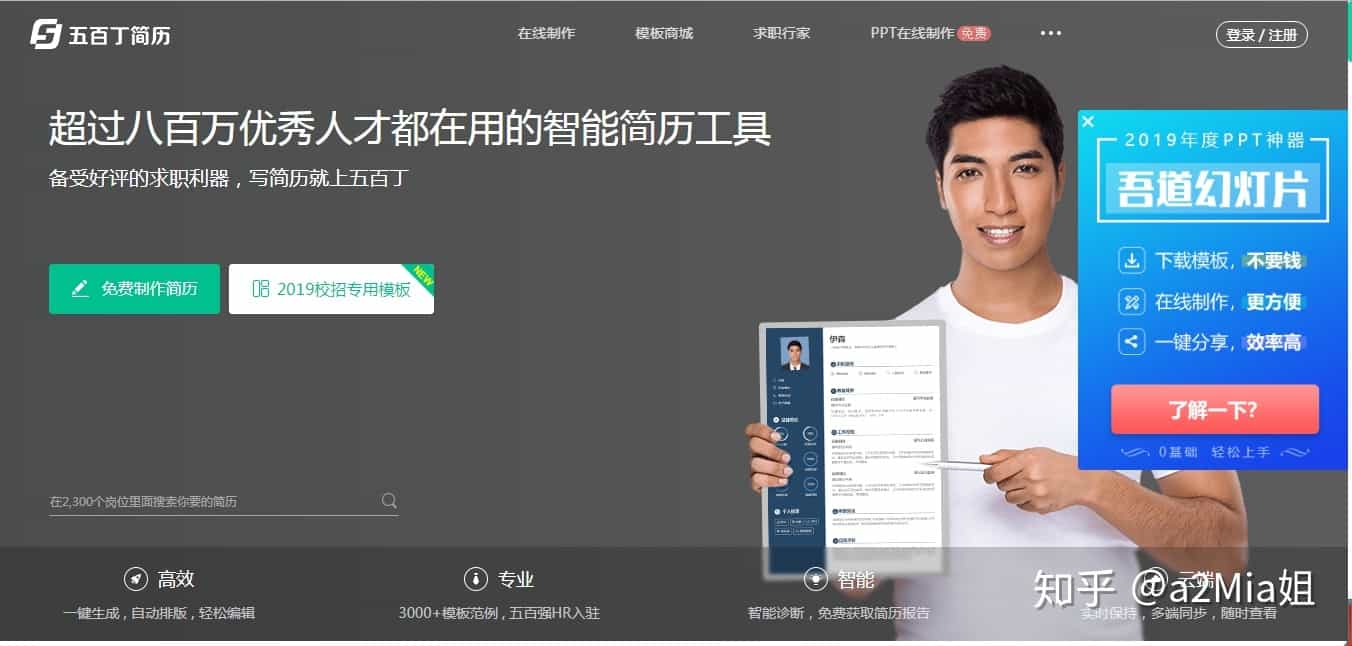 五百丁简历
在线制作 模板商城 求职行家 PPT在线制作 免费 ••• 登录 / 注册
超过八百万优秀人才都在用的智能简历工具
备受好评的求职利器，写简历就上五百丁
免费制作简历
2019校招专用模板
NEW
伊森
在2,300个岗位里面搜索你要的简历
2019年度PPT神器
吾道幻灯片
下载模板，不要钱
在线制作，更方便
一键分享，效率高
了解一下?
0基础 轻松上手
高效
一键生成，自动排版，轻松编辑
专业
3000+模板范例，五百强HR入驻
智能
智能诊断，免费获取简历报告
云端
实时保持，多端同步，随时查看
知乎 @a2Mia姐